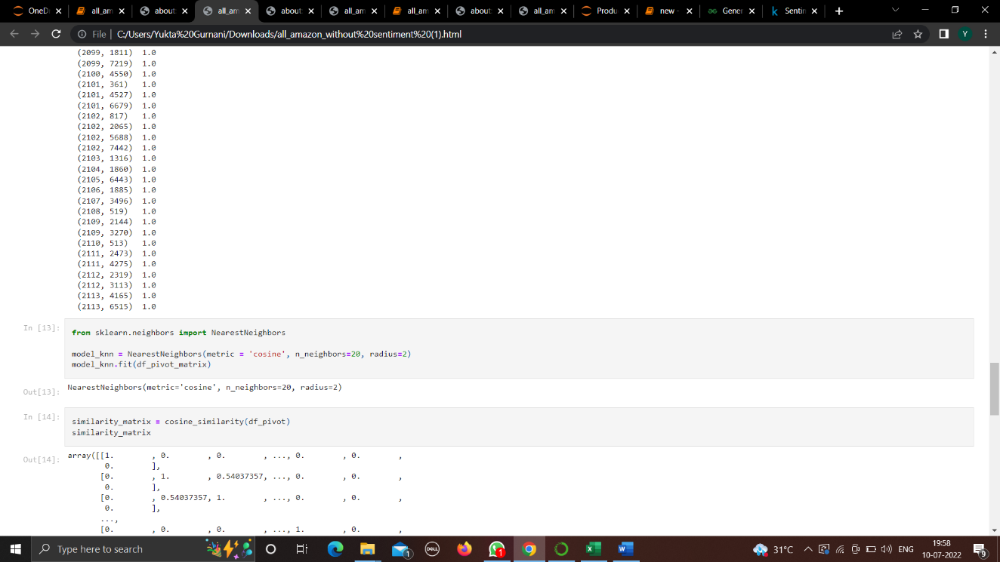 OneD
all_am
about
all_am
about
all_am
all_am
about
all_am
Produ
new -
Gener
Sentin
File | C:/Users/Yukta%20Gurnani/Downloads/all_amazon_without%20sentiment%20(1).html
Y
(2099, 1811) 1.0
(2099, 7219) 1.0
(2100, 4550) 1.0
(2101, 361) 1.0
(2101, 4527) 1.0
(2101, 6679) 1.0
(2102, 817) 1.0
(2102, 2065) 1.0
(2102, 5688) 1.0
(2102, 7442) 1.0
(2103, 1316) 1.0
(2104, 1860) 1.0
(2105, 6443) 1.0
(2106, 1885) 1.0
(2107, 3496) 1.0
(2108, 519) 1.0
(2109, 2144) 1.0
(2109, 3270) 1.0
(2110, 513) 1.0
(2111, 2473) 1.0
(2111, 4275) 1.0
(2112, 2319) 1.0
(2112, 3113) 1.0
(2113, 4165) 1.0
(2113, 6515) 1.0
In [13]:
from sklearn.neighbors import NearestNeighbors
model_knn = NearestNeighbors(metric = 'cosine', n_neighbors=20, radius=2)
model_knn.fit(df_pivot_matrix)
Out[13]:
NearestNeighbors(metric='cosine', n_neighbors=20, radius=2)
In [14]:
similarity_matrix = cosine_similarity(df_pivot)
similarity_matrix
Out[14]:
array([[1. , 0. , 0. , ..., 0. , 0. ,
0. ],
[0. , 1. , 0.54037357, ..., 0. , 0. ,
0. ],
[0. , 0.54037357, 1. , ..., 0. , 0. ,
0. ],
...,
[0. , 0. , 0. , ..., 1. , 0. ,
Type here to search
1
DELL
1
31°C
ENG
19:58
10-07-2022
9